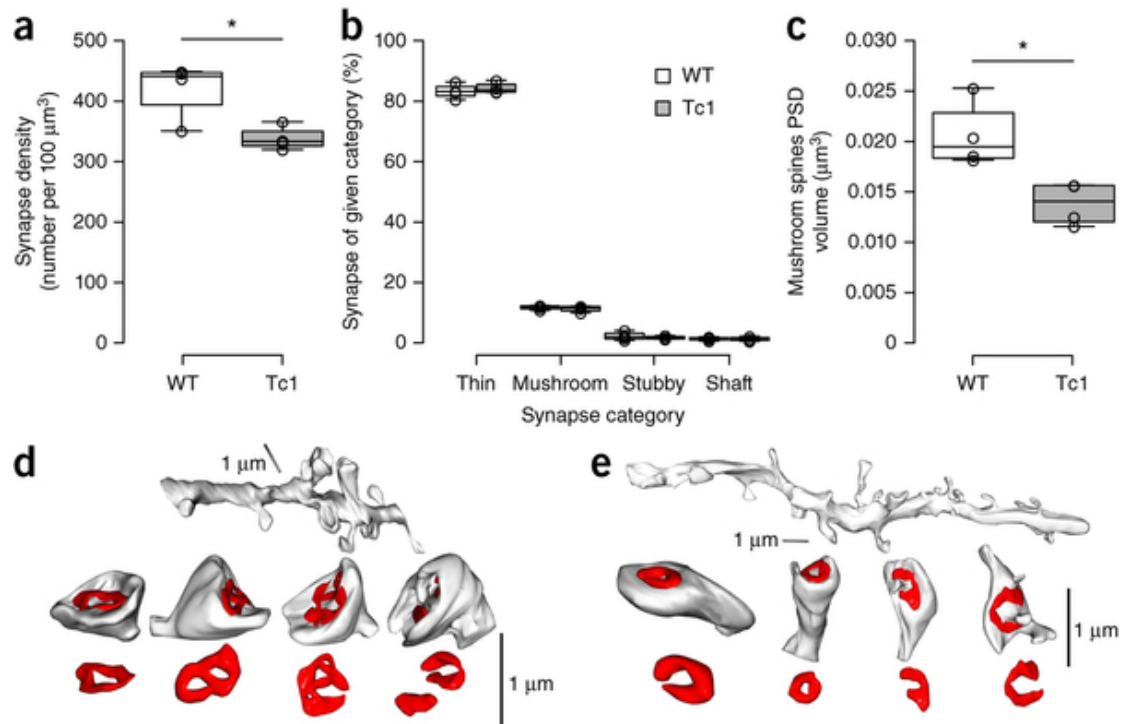 a
*
500
400
300
200
100
0
Synapse density
(number per 100 μm³)
WT
Tc1
b
100
80
60
40
20
0
Synapse of given category (%)
WT
Tc1
Thin
Mushroom
Stubby
Shaft
Synapse category
c
*
0.030
0.025
0.020
0.015
0.010
0.005
0
Mushroom spines PSD
volume (μm³)
WT
Tc1
d
1 μm
1 μm
e
1 μm
1 μm